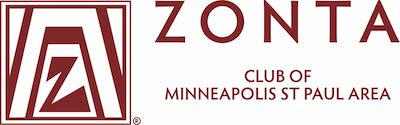 ZONTA
CLUB OF
MINNEAPOLIS ST PAUL AREA
®